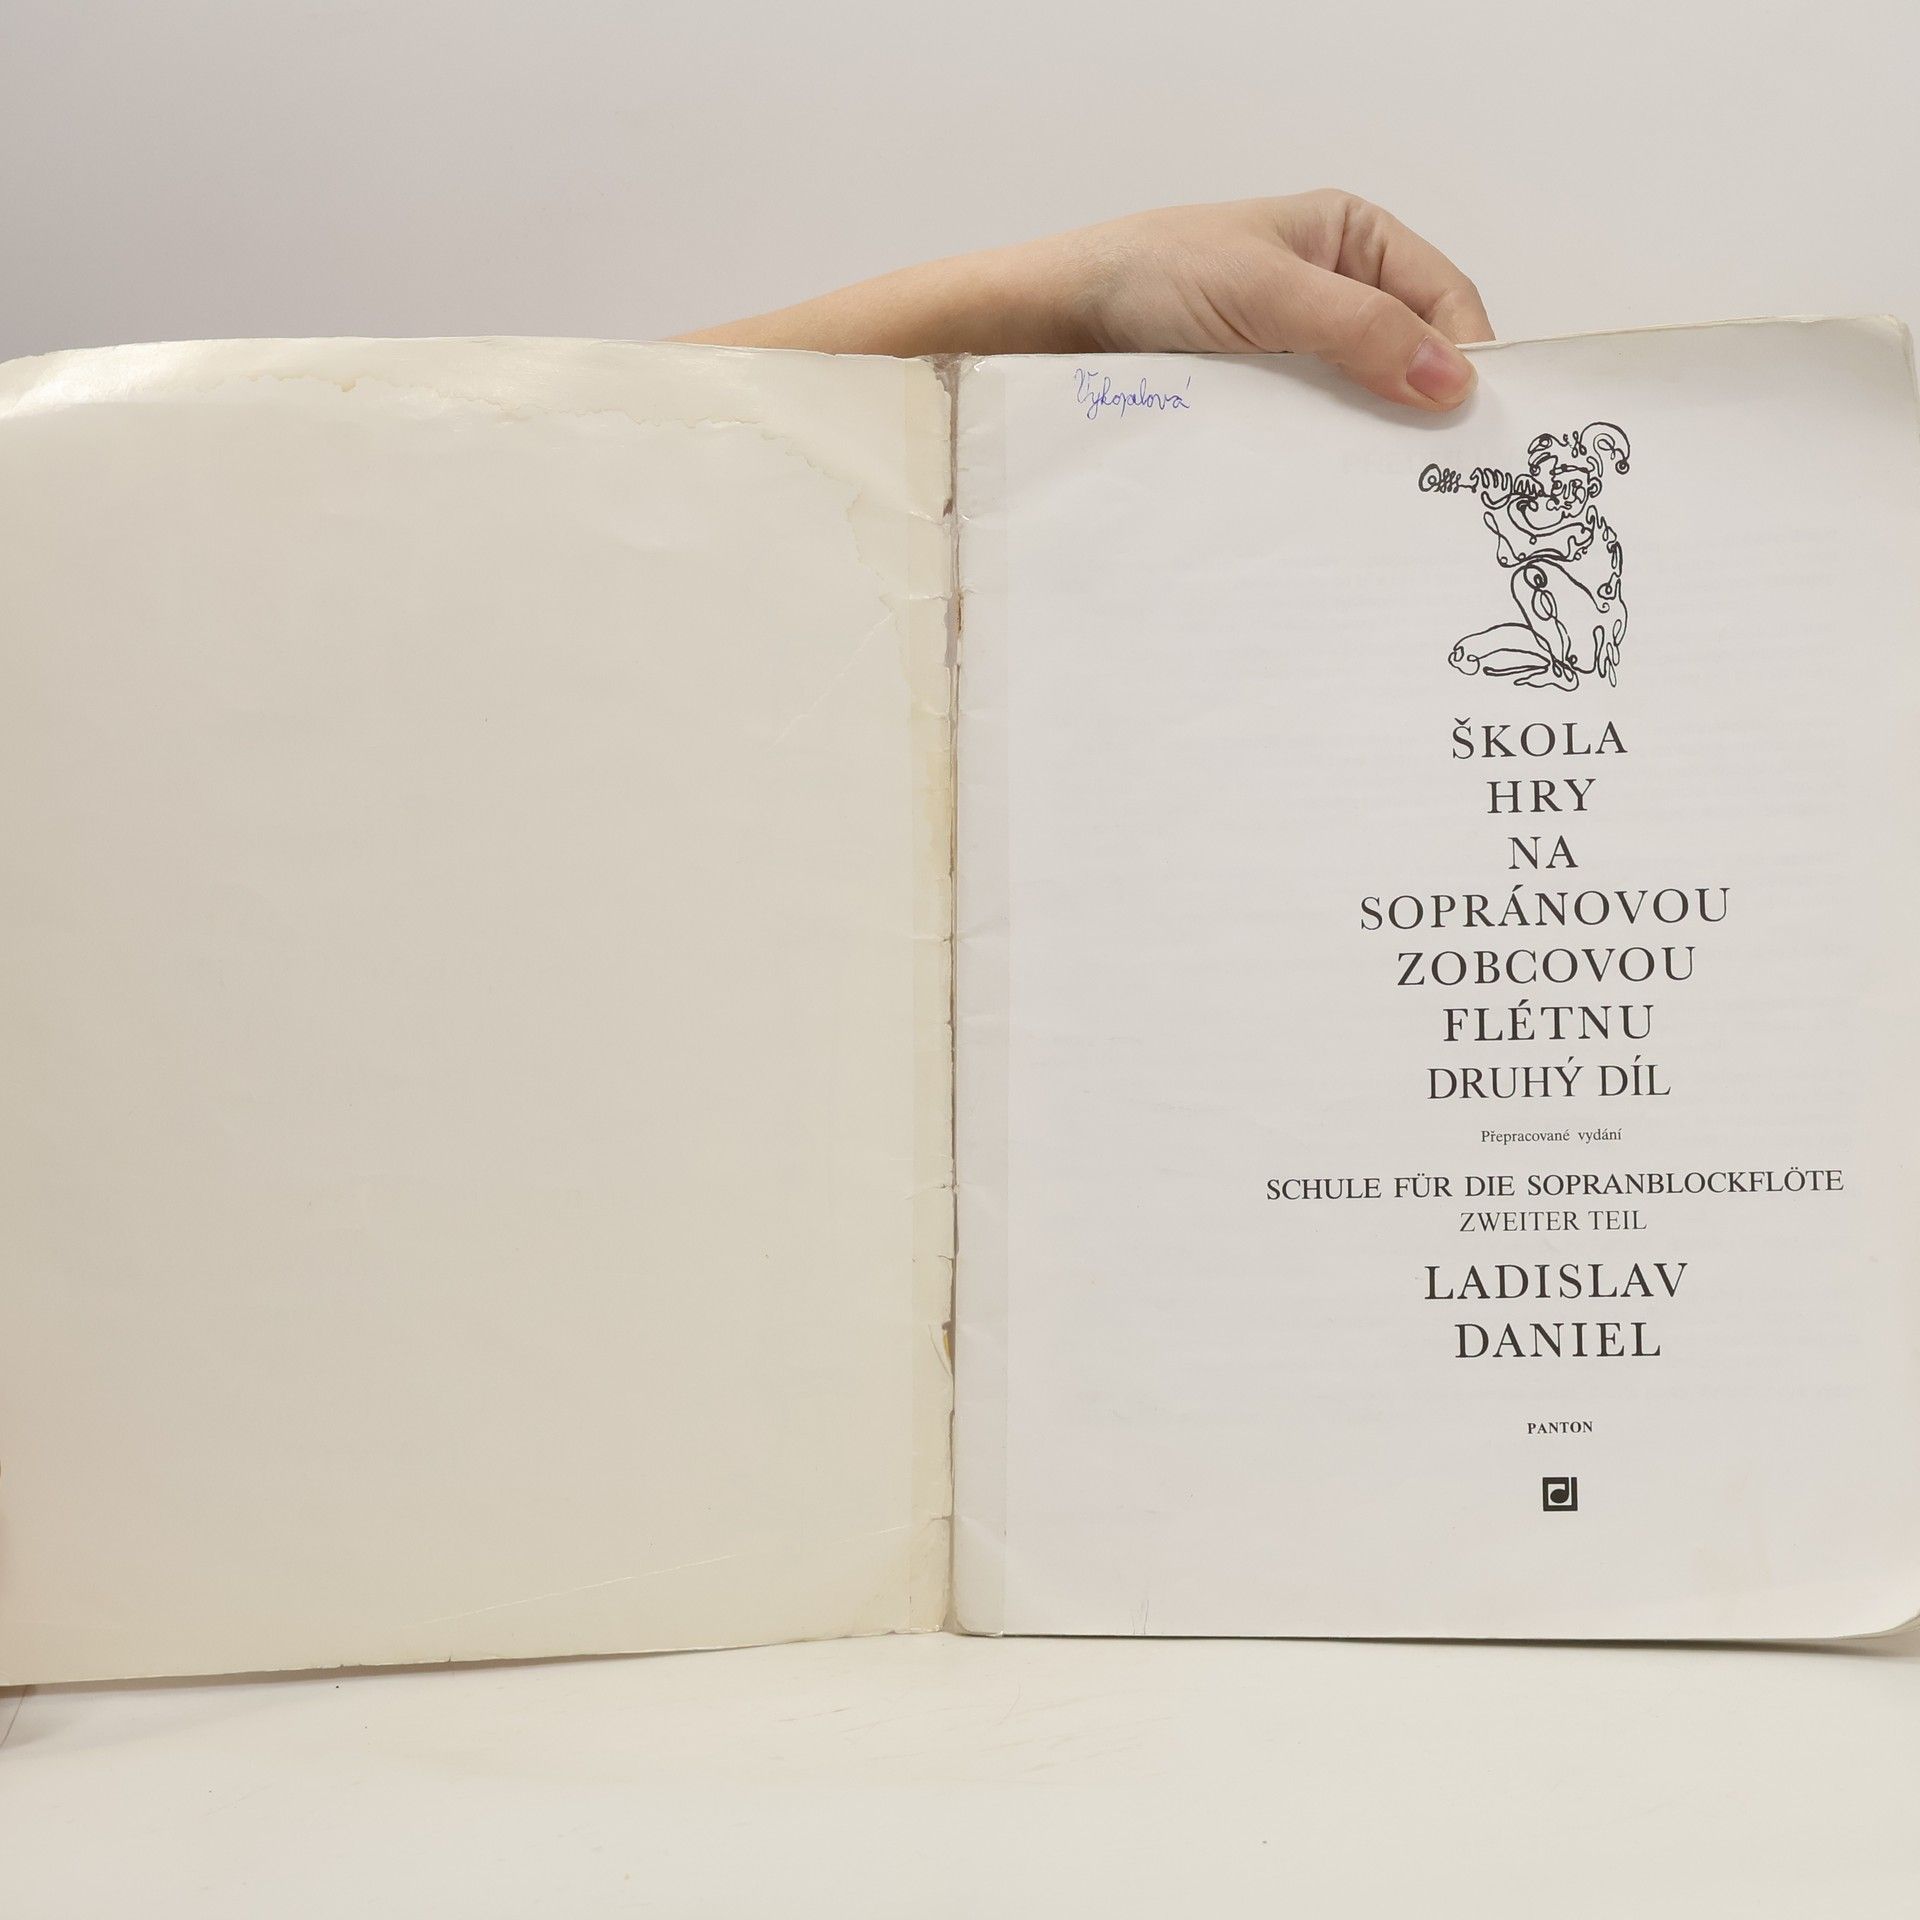 Vykopalová
ŠKOLA
HRY
NA
SOPRÁNOVOU
ZOBCOVOU
FLÉTNU
DRUHÝ DÍL
Přepracované vydání
SCHULE FÜR DIE SOPRANBLOCKFLÖTE
ZWEITER TEIL
LADISLAV
DANIEL
PANTON